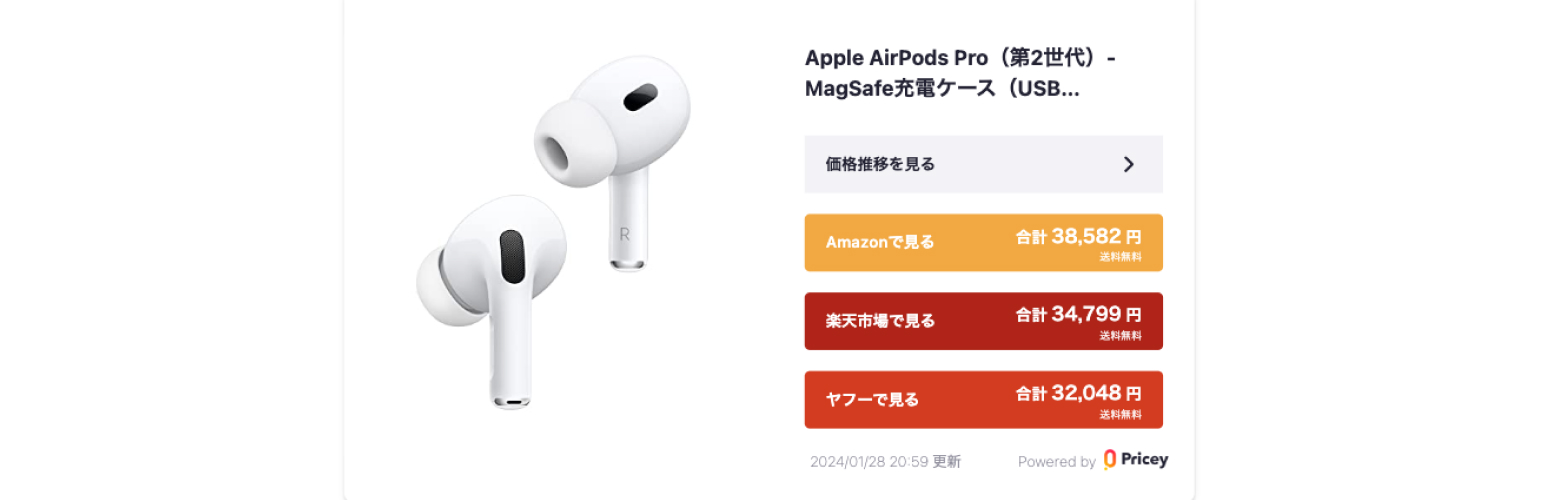 Apple AirPods Pro（第2世代）-
MagSafe充電ケース（USB...
価格推移を見る
Amazonで見る
合計 38,582 円
送料無料
楽天市場で見る
合計 34,799 円
送料無料
ヤフーで見る
合計 32,048 円
送料無料
2024/01/28 20:59 更新
Powered by Pricey
R